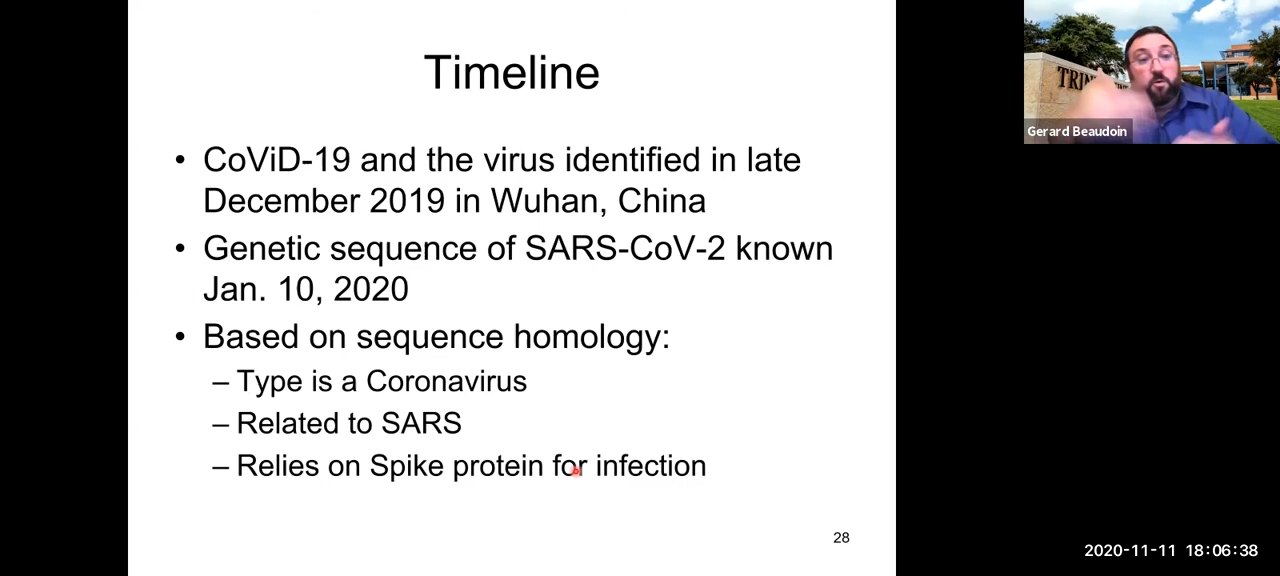 Timeline
• CoViD-19 and the virus identified in late
December 2019 in Wuhan, China
• Genetic sequence of SARS-CoV-2 known
Jan. 10, 2020
• Based on sequence homology:
– Type is a Coronavirus
– Related to SARS
– Relies on Spike protein for infection
28
Gerard Beaudoin
2020-11-11 18:06:38